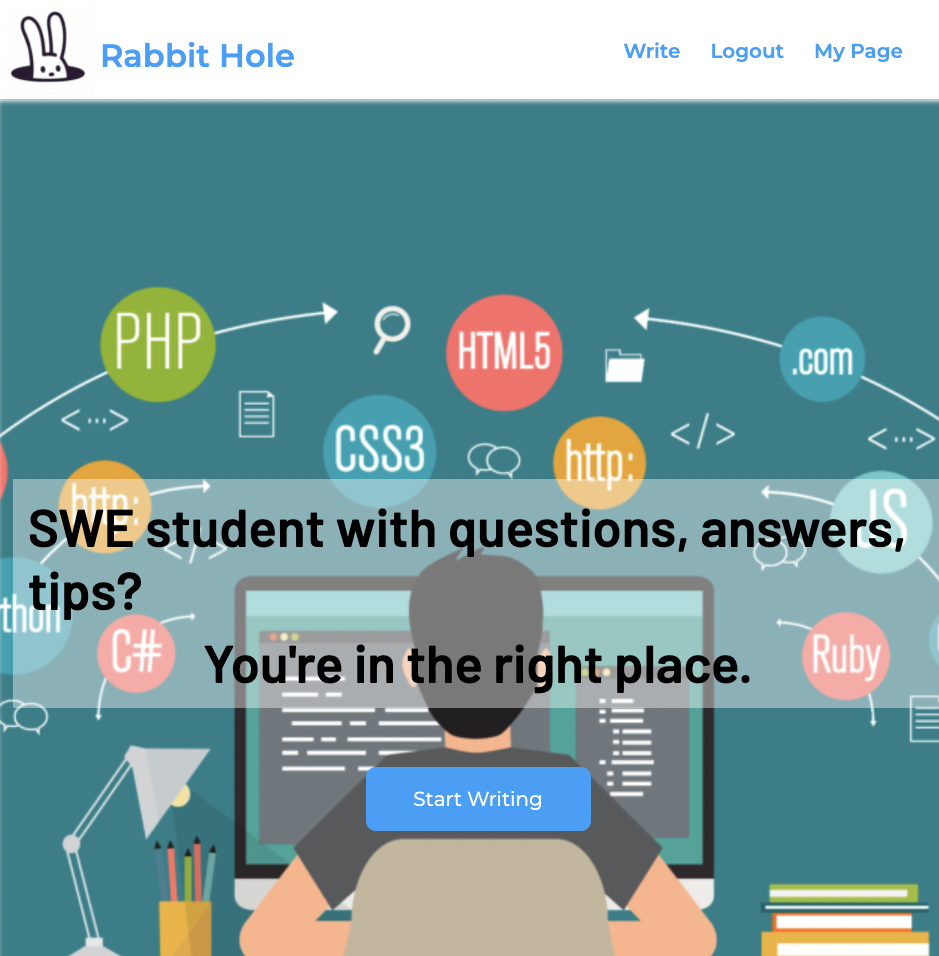 Rabbit Hole
Write Logout My Page
PHP
HTML5
.com
CSS3
http:
http:
JS
SWE student with questions, answers,
tips?
C#
You're in the right place.
Ruby
Start Writing